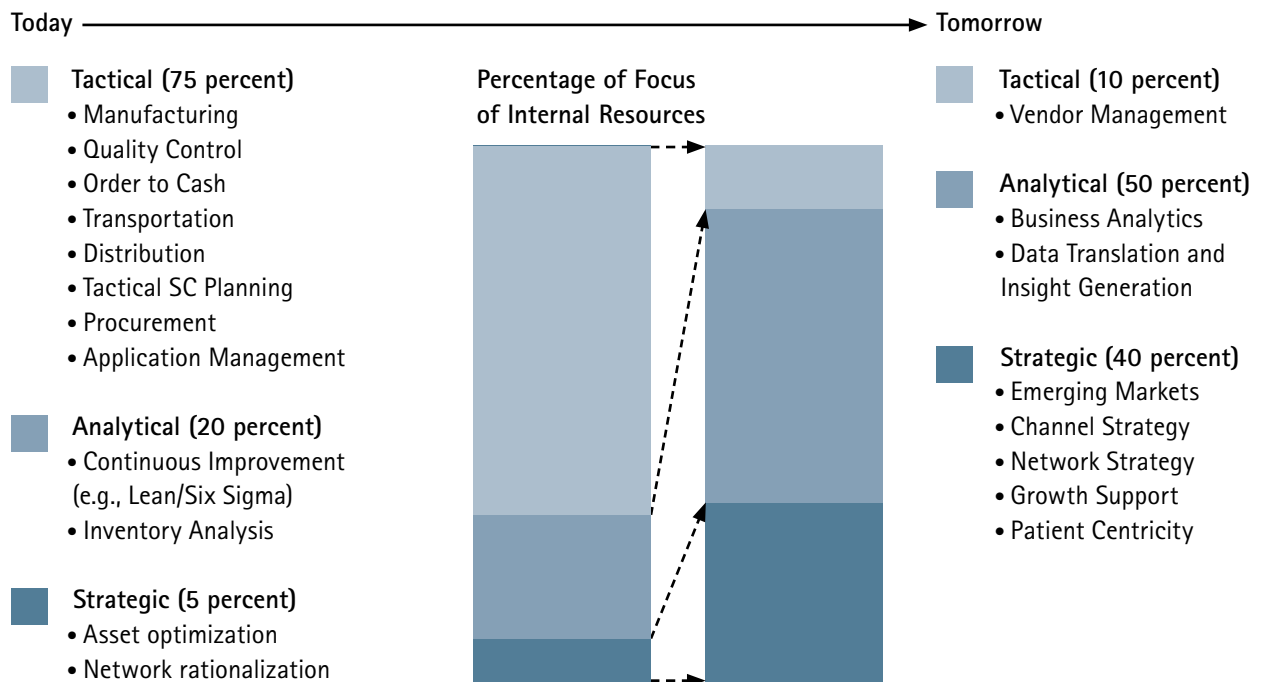 Today
Tomorrow
Tactical (75 percent)
• Manufacturing
• Quality Control
• Order to Cash
• Transportation
• Distribution
• Tactical SC Planning
• Procurement
• Application Management
Analytical (20 percent)
• Continuous Improvement
(e.g., Lean/Six Sigma)
• Inventory Analysis
Strategic (5 percent)
• Asset optimization
• Network rationalization
Percentage of Focus
of Internal Resources
Tactical (10 percent)
• Vendor Management
Analytical (50 percent)
• Business Analytics
• Data Translation and
Insight Generation
Strategic (40 percent)
• Emerging Markets
• Channel Strategy
• Network Strategy
• Growth Support
• Patient Centricity